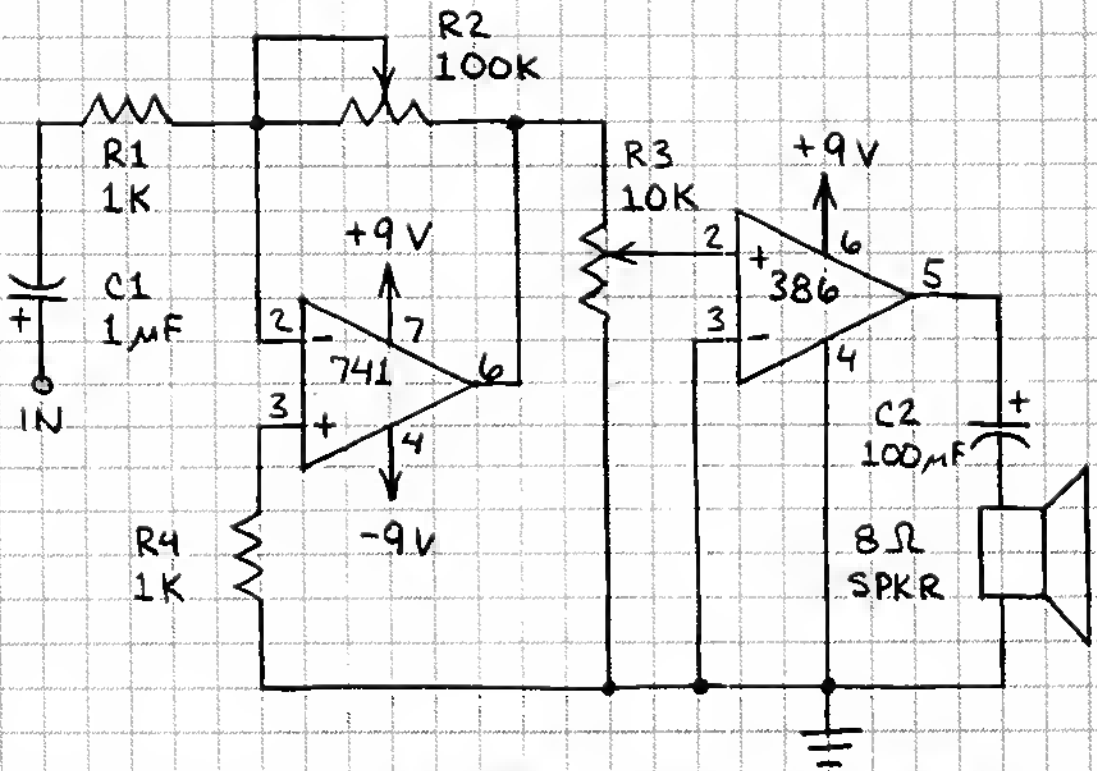 R2
100K
R1
1K
R3
10K
+9V
+9V
C1
1μF
+
IN
2
-
7
741
6
3
+
4
-9V
R4
1K
2
+
6
386
5
3
-
4
C2
100μF
+
8Ω
SPKR